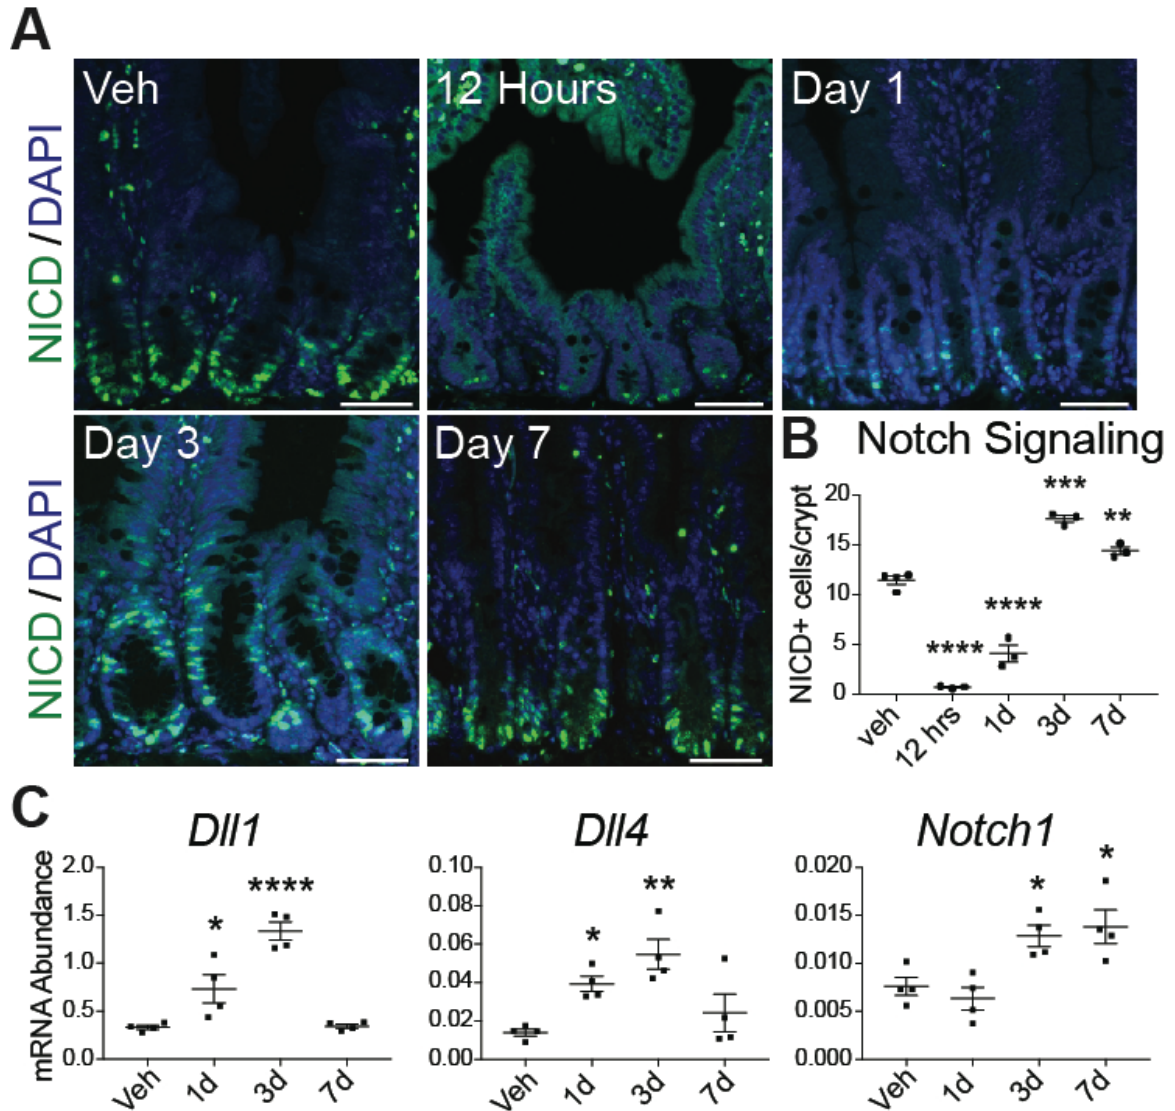 A
Veh
12 Hours
Day 1
NICD / DAPI
Day 3
Day 7
NICD / DAPI
B Notch Signaling
NICD+ cells/crypt
20
15
10
5
0
***
**
****
****
veh
12 hrs
1d
3d
7d
C
Dll1
mRNA Abundance
2.0
1.5
1.0
0.5
0.0
*
****
Veh
1d
3d
7d
Dll4
0.10
0.08
0.06
0.04
0.02
0.00
*
**
Veh
1d
3d
7d
Notch1
0.020
0.015
0.010
0.005
0.000
*
*
Veh
1d
3d
7d